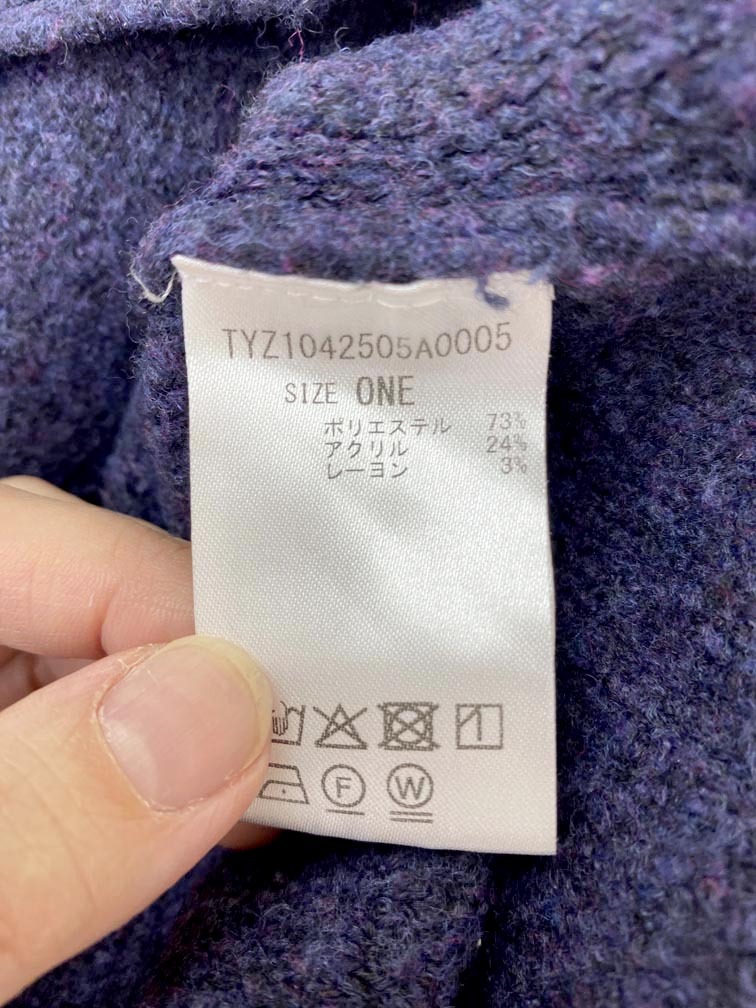 TYZ1042505A0005
SIZE ONE
ポリエステル 73%
アクリル 24%
レーヨン 3%
F W